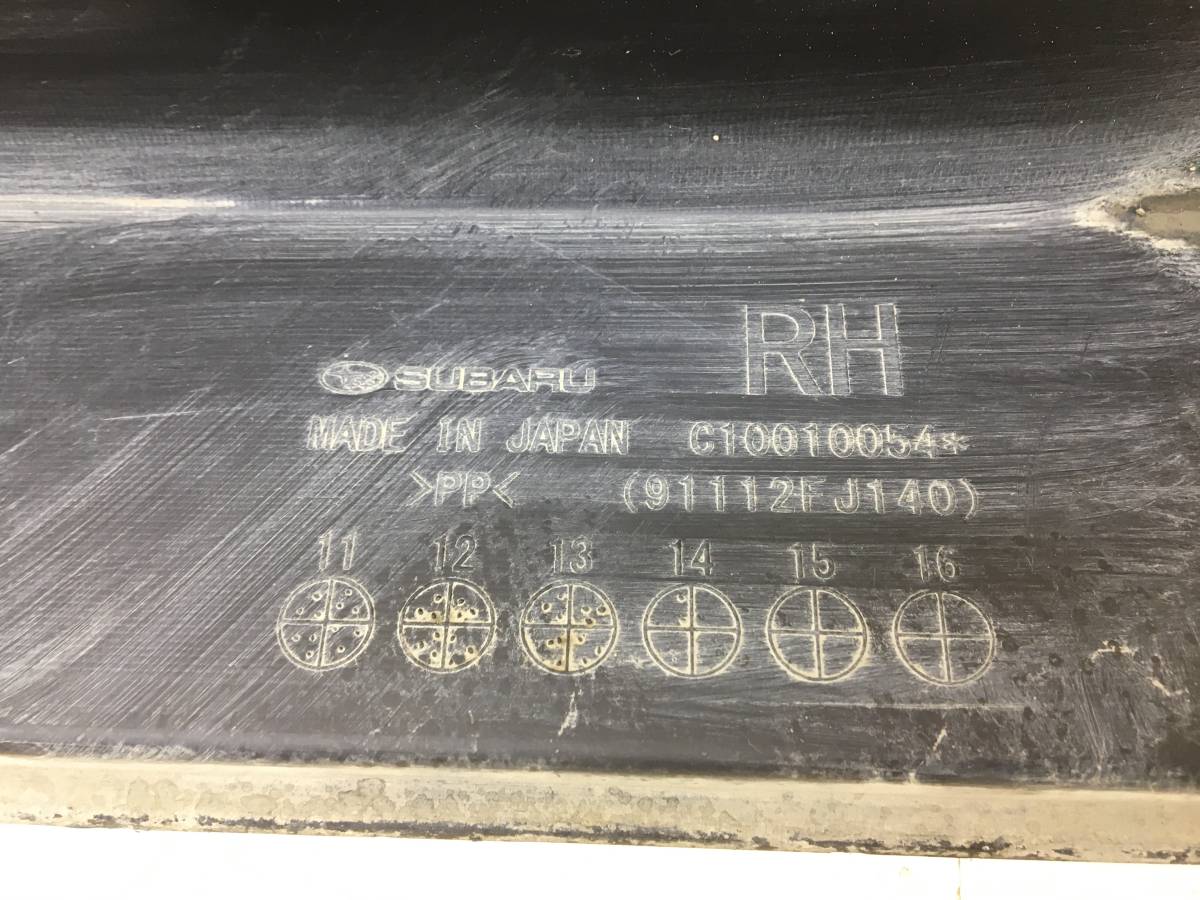 RH
SUBARU
MADE IN JAPAN C10010054*
>PP< (91112FJ140)
11 12 13 14 15 16